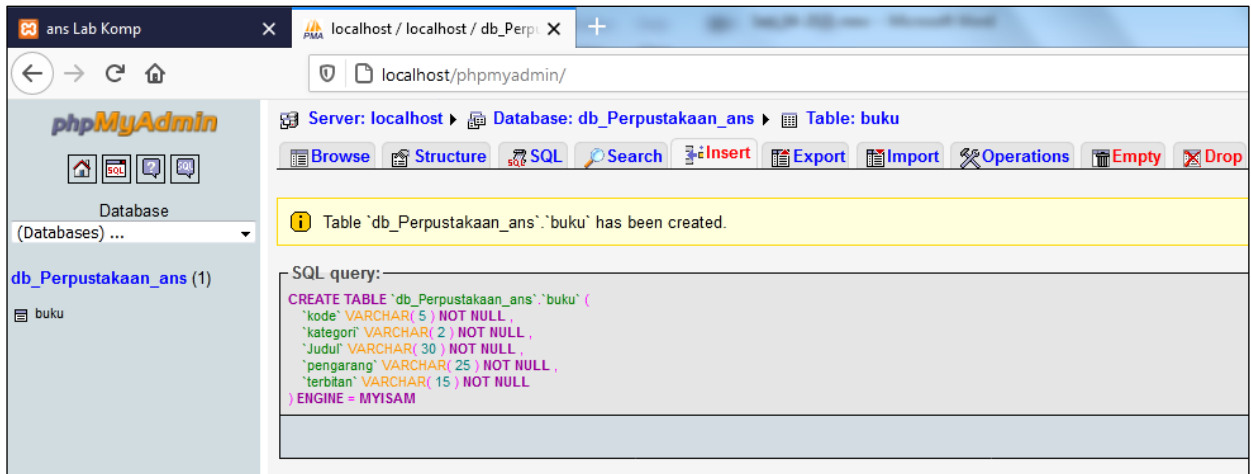 ans Lab Komp
localhost / localhost / db_Perpu
localhost/phpmyadmin/
phpMyAdmin
Server: localhost Database: db_Perpustakaan_ans Table: buku
Browse Structure SQL Search Insert Export Import Operations Empty Drop
SQL
Database
(Databases) ...
Table `db_Perpustakaan_ans`.`buku` has been created.
db_Perpustakaan_ans (1)
buku
SQL query:
CREATE TABLE `db_Perpustakaan_ans`.`buku` (
`kode` VARCHAR( 5 ) NOT NULL ,
`kategori` VARCHAR( 2 ) NOT NULL ,
`Judul` VARCHAR( 30 ) NOT NULL ,
`pengarang` VARCHAR( 25 ) NOT NULL ,
`terbitan` VARCHAR( 15 ) NOT NULL
) ENGINE = MYISAM